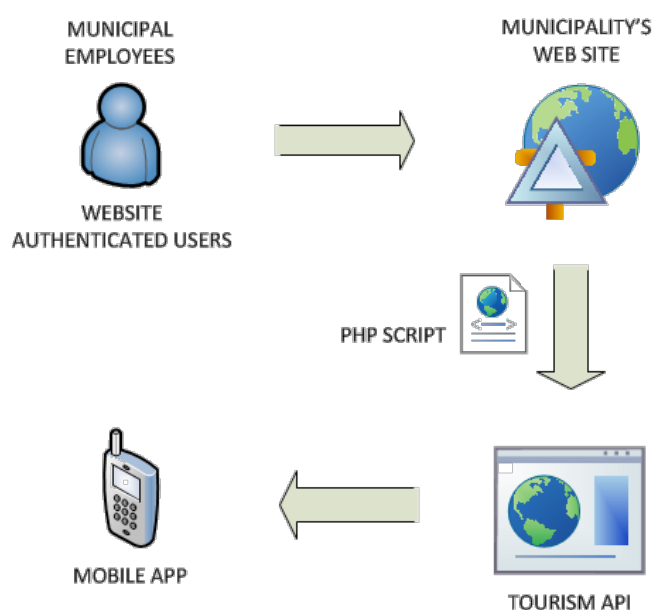 MUNICIPAL
EMPLOYEES
MUNICIPALITY'S
WEB SITE
WEBSITE
AUTHENTICATED USERS
PHP SCRIPT
MOBILE APP
TOURISM API